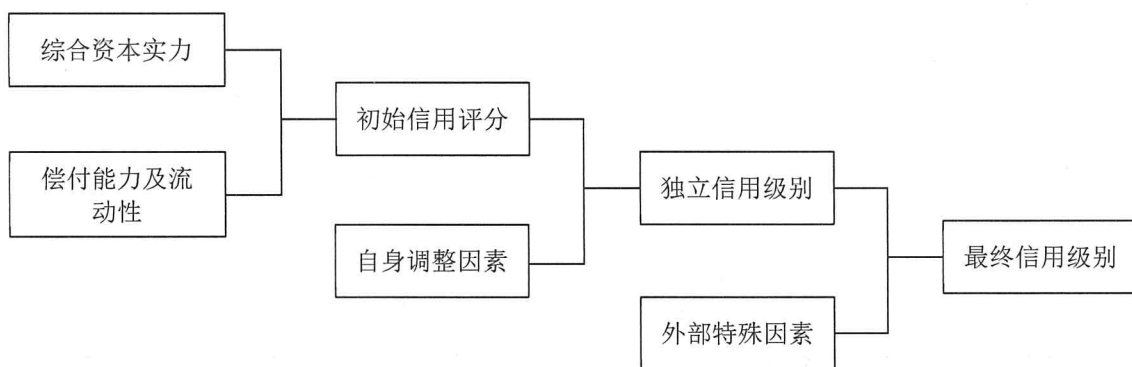 综合资本实力
初始信用评分
偿付能力及流
动性
独立信用级别
自身调整因素
最终信用级别
外部特殊因素